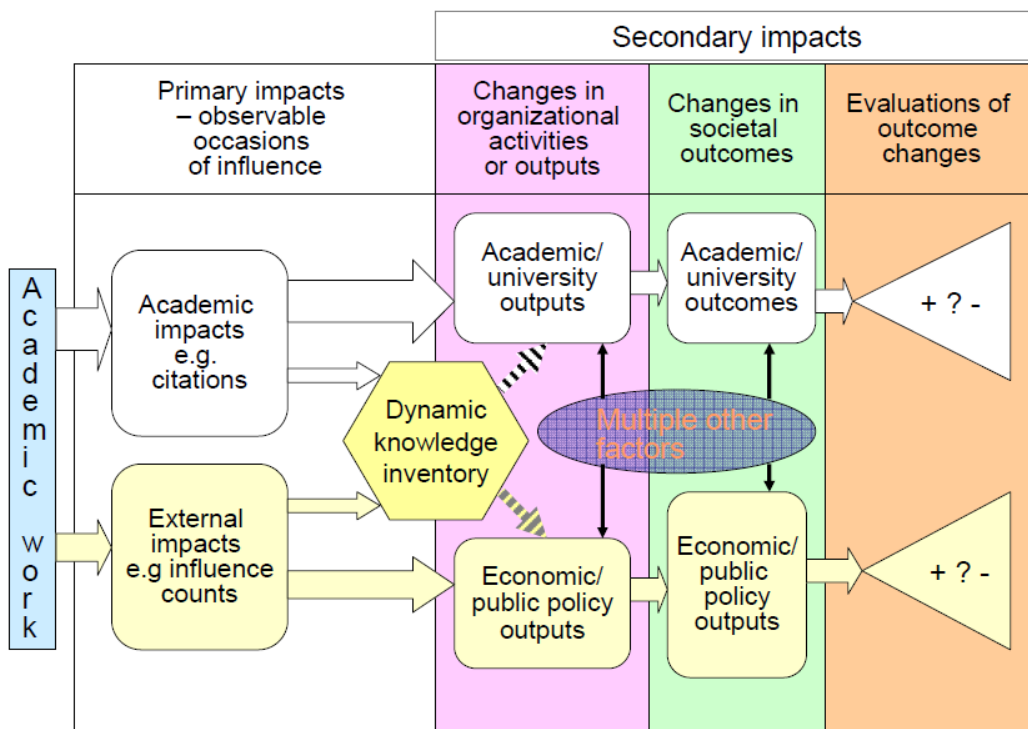 Secondary impacts
Primary impacts
– observable
occasions
of influence
Changes in
organizational
activities
or outputs
Changes in
societal
outcomes
Evaluations of
outcome
changes
Academic work
Academic
impacts
e.g.
citations
External
impacts
e.g influence
counts
Dynamic
knowledge
inventory
Academic/
university
outputs
Academic/
university
outcomes
+ ? -
Multiple other
factors
Economic/
public policy
outputs
Economic/
public
policy
outputs
+ ? -